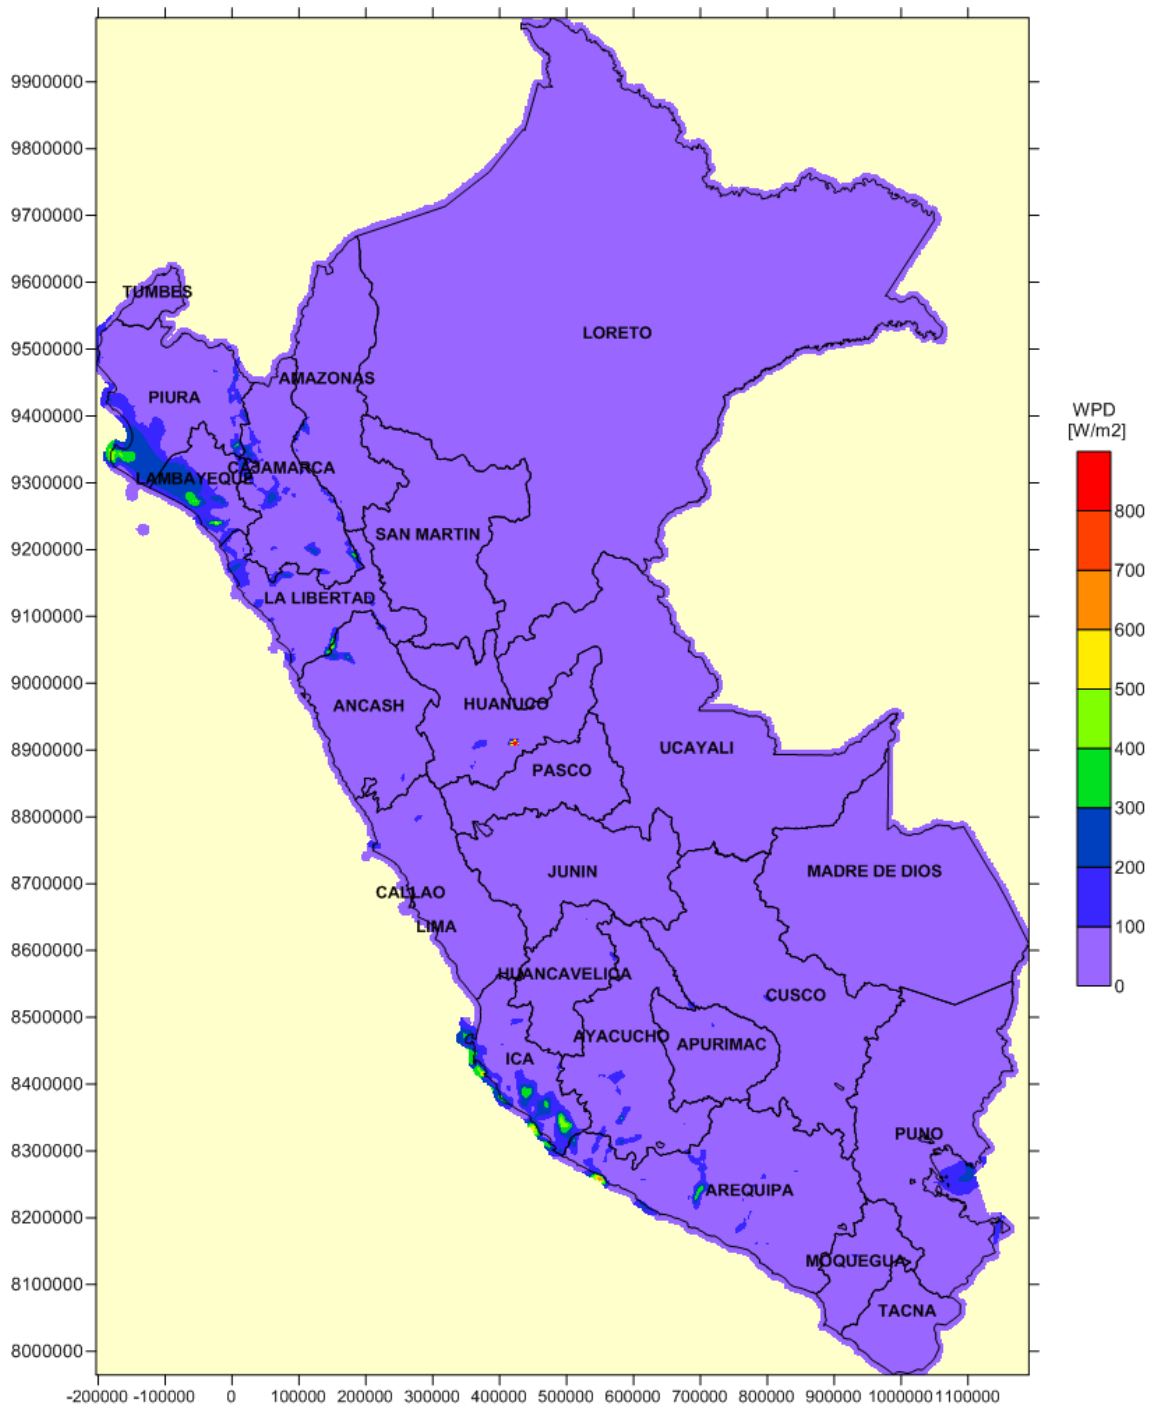 9900000
9800000
9700000
9600000
9500000
9400000
9300000
9200000
9100000
9000000
8900000
8800000
8700000
8600000
8500000
8400000
8300000
8200000
8100000
8000000
TUMBES
LORETO
AMAZONAS
PIURA
CAJAMARCA
LAMBAYEQUE
SAN MARTIN
LA LIBERTAD
ANCASH
HUANUCO
UCAYALI
PASCO
JUNIN
MADRE DE DIOS
CALLAO
LIMA
HUANCAVELICA
CUSCO
AYACUCHO
APURIMAC
ICA
PUNO
AREQUIPA
MOQUEGUA
TACNA
WPD
[W/m2]
800
700
600
500
400
300
200
100
0
-200000 -100000 0 100000 200000 300000 400000 500000 600000 700000 800000 900000 1000000 1100000